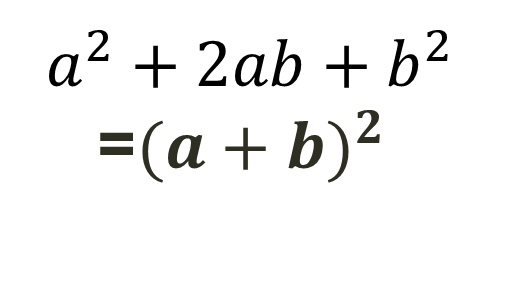 a² + 2ab + b²
=(a + b)²